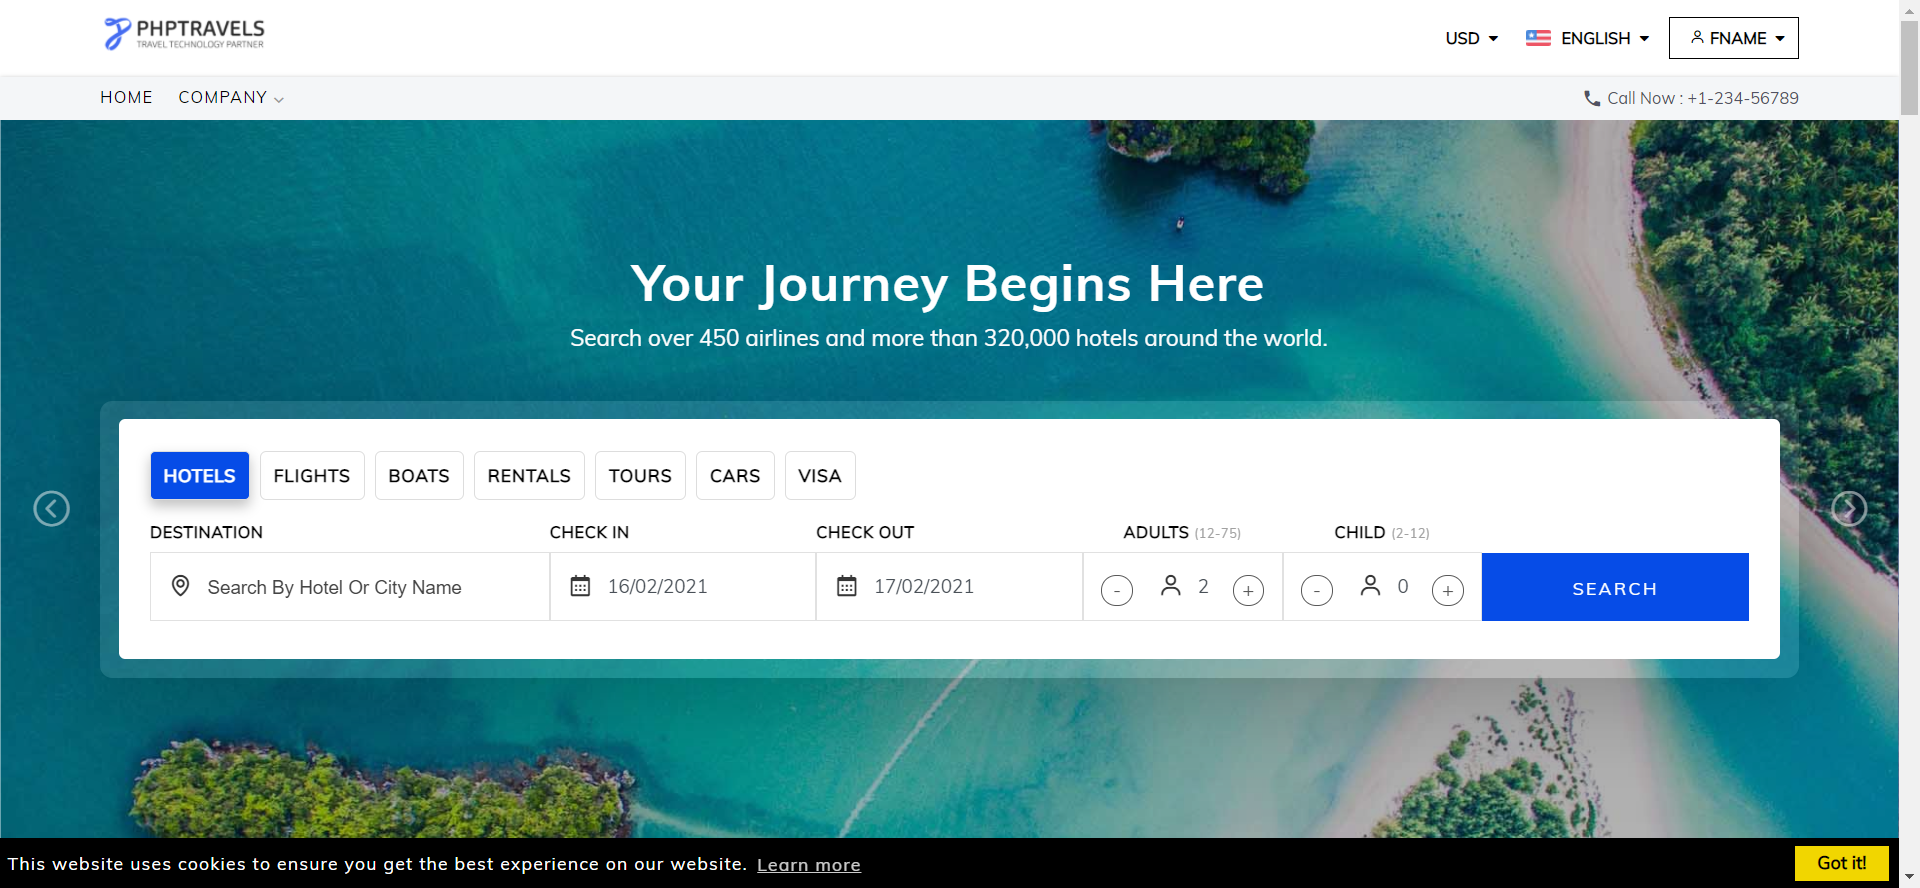 PHPTRAVELS
TRAVEL TECHNOLOGY PARTNER
USD
ENGLISH
FNAME
HOME
COMPANY
Call Now : +1-234-56789
Your Journey Begins Here
Search over 450 airlines and more than 320,000 hotels around the world.
HOTELS
FLIGHTS
BOATS
RENTALS
TOURS
CARS
VISA
DESTINATION
CHECK IN
CHECK OUT
ADULTS (12-75)
CHILD (2-12)
Search By Hotel Or City Name
16/02/2021
17/02/2021
- 2 +
- 0 +
SEARCH
This website uses cookies to ensure you get the best experience on our website. Learn more
Got it!